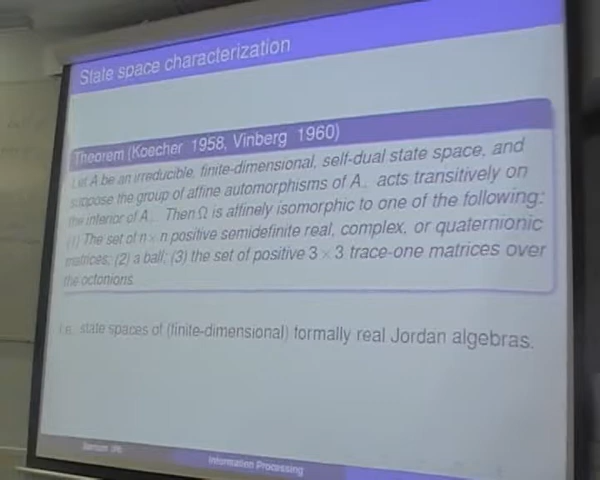 State space characterization
Theorem (Koecher 1958, Vinberg 1960)
Let A be an irreducible, finite-dimensional, self-dual state space, and
suppose the group of affine automorphisms of A₊ acts transitively on
the interior of A₊. Then Ω is affinely isomorphic to one of the following:
(1) The set of n × n positive semidefinite real, complex, or quaternionic
matrices; (2) a ball; (3) the set of positive 3 × 3 trace-one matrices over
the octonions.
i.e., state spaces of (finite-dimensional) formally real Jordan algebras.
Information Processing